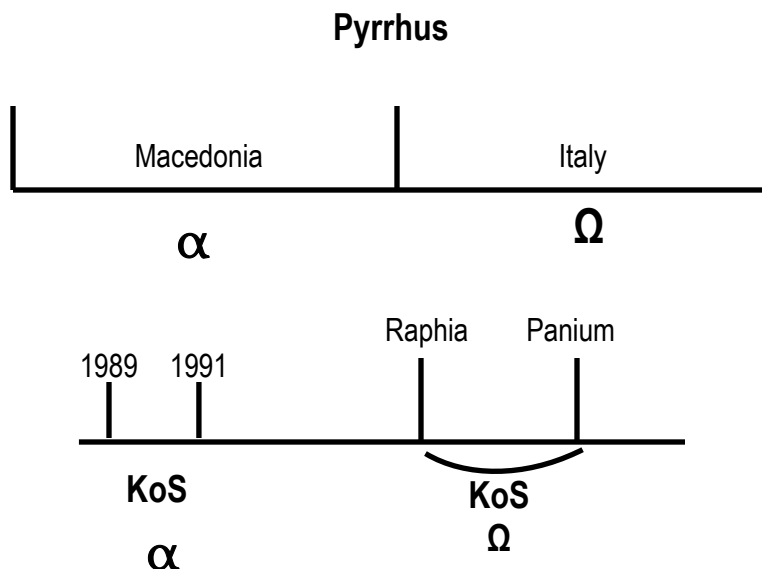 Pyrrhus
Macedonia Italy
α Ω
Raphia Panium
1989 1991
KoS KoS
α Ω